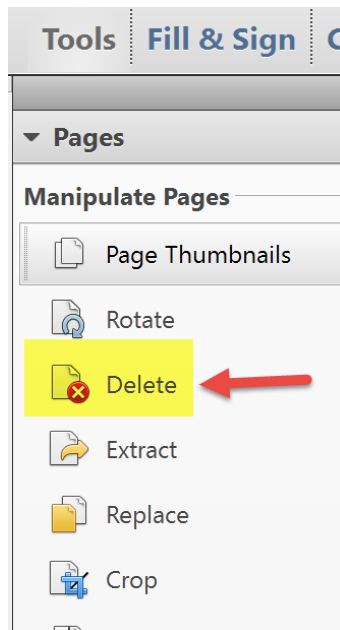 Tools Fill & Sign
Pages
Manipulate Pages
Page Thumbnails
Rotate
Delete
Extract
Replace
Crop